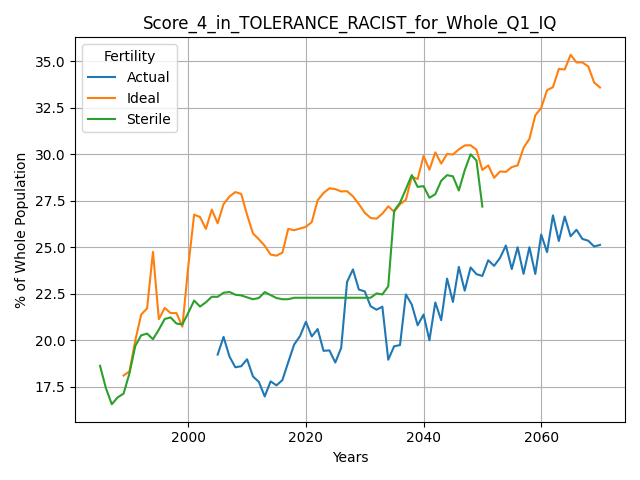 Score_4_in_TOLERANCE_RACIST_for_Whole_Q1_IQ
Fertility
Actual
Ideal
Sterile
35.0
32.5
30.0
27.5
25.0
22.5
20.0
17.5
% of Whole Population
2000
2020
2040
2060
Years